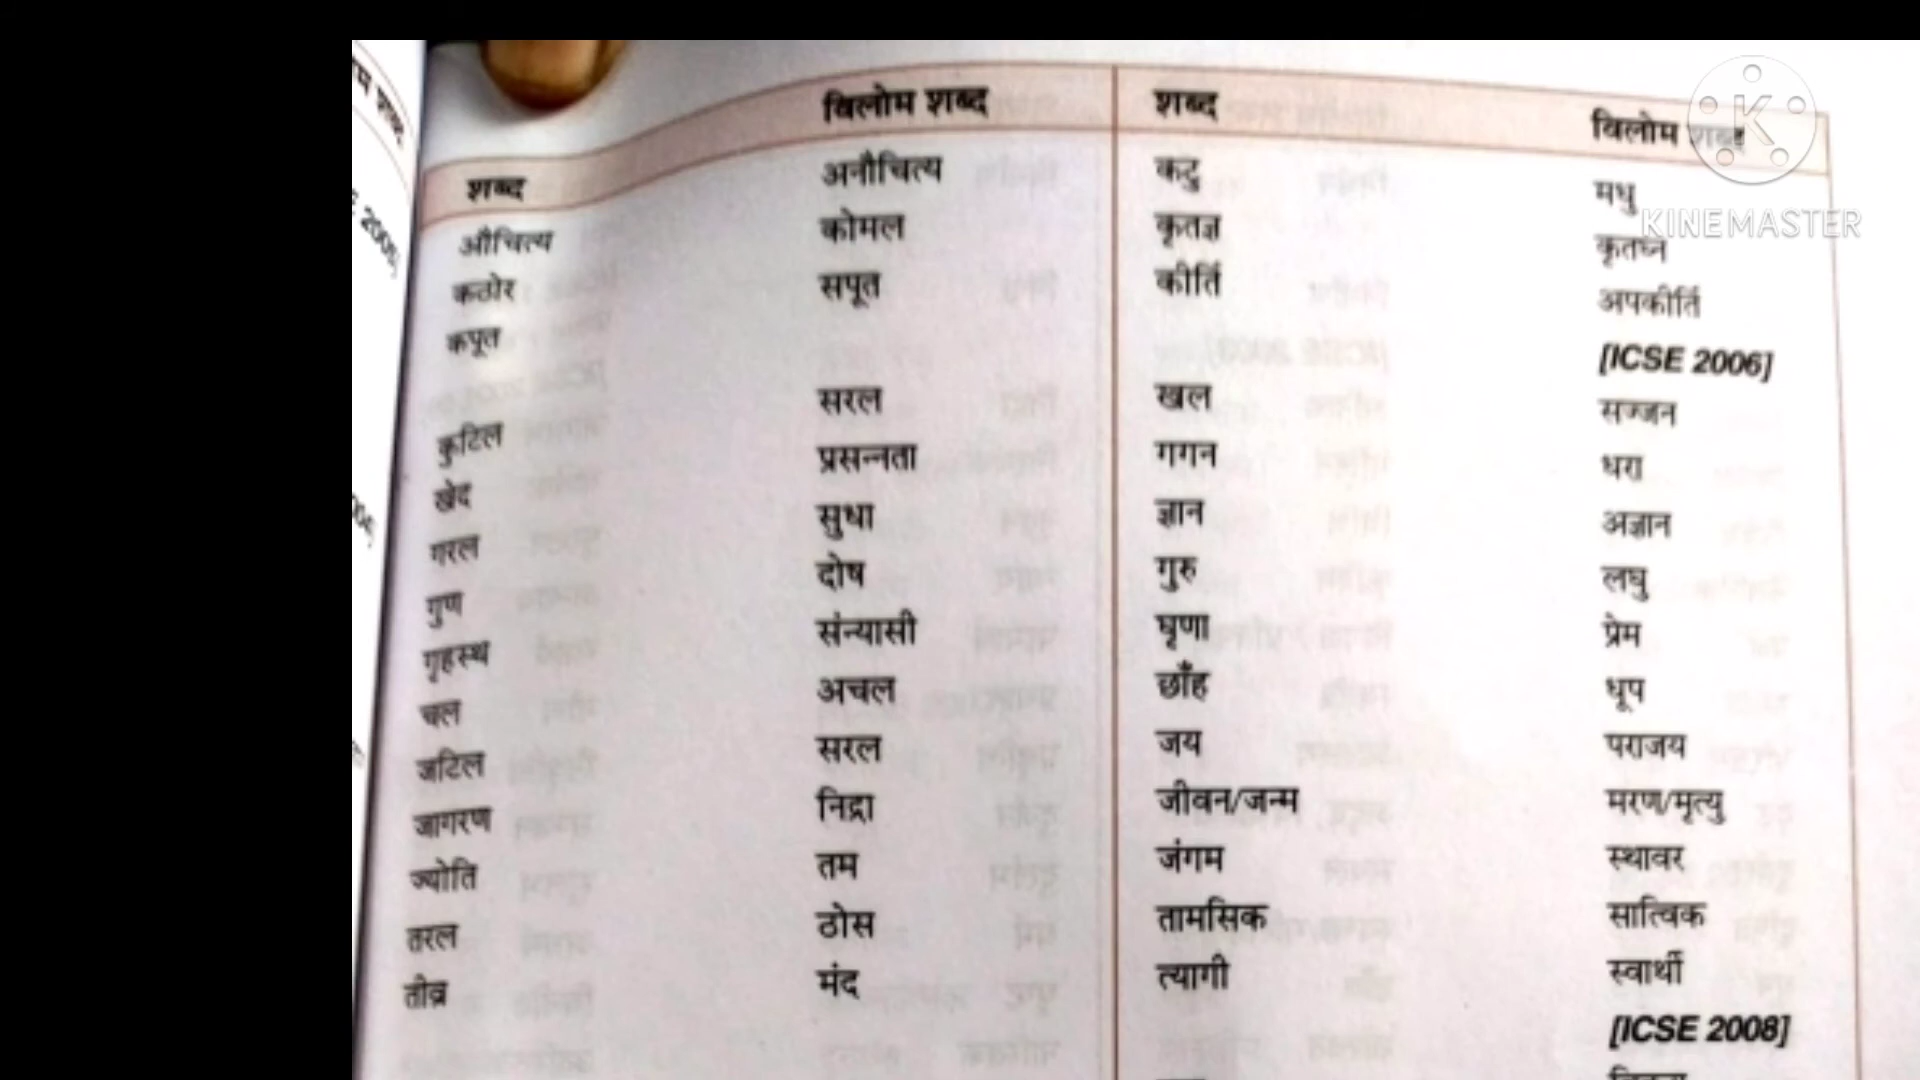 शब्द विलोम शब्द शब्द विलोम शब्द
औचित्य अनौचित्य कटु मधु
कठोर कोमल कृतज्ञ कृतघ्न
कपूत सपूत कीर्ति अपकीर्ति
[ICSE 2006]
कुटिल सरल खल सज्जन
खेद प्रसन्नता गगन धरा
गरल सुधा ज्ञान अज्ञान
गुण दोष गुरु लघु
गृहस्थ संन्यासी घृणा प्रेम
चल अचल छाँह धूप
जटिल सरल जय पराजय
जागरण निद्रा जीवन/जन्म मरण/मृत्यु
ज्योति तम जंगम स्थावर
तरल ठोस तामसिक सात्विक
तीव्र मंद त्यागी स्वार्थी
[ICSE 2008]
K
KINEMASTER